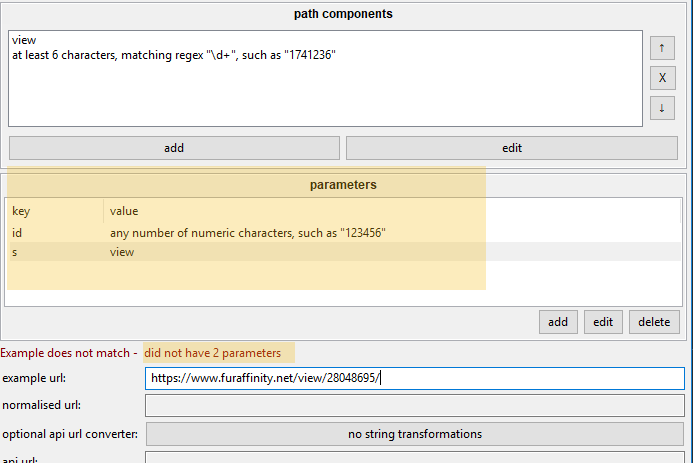 path components
view
at least 6 characters, matching regex "\d+", such as "1741236"
↑
X
↓
add edit
parameters
key value
id any number of numeric characters, such as "123456"
s view
add edit delete
Example does not match - did not have 2 parameters
example url: https://www.furaffinity.net/view/28048695/
normalised url:
optional api url converter: no string transformations
api url: